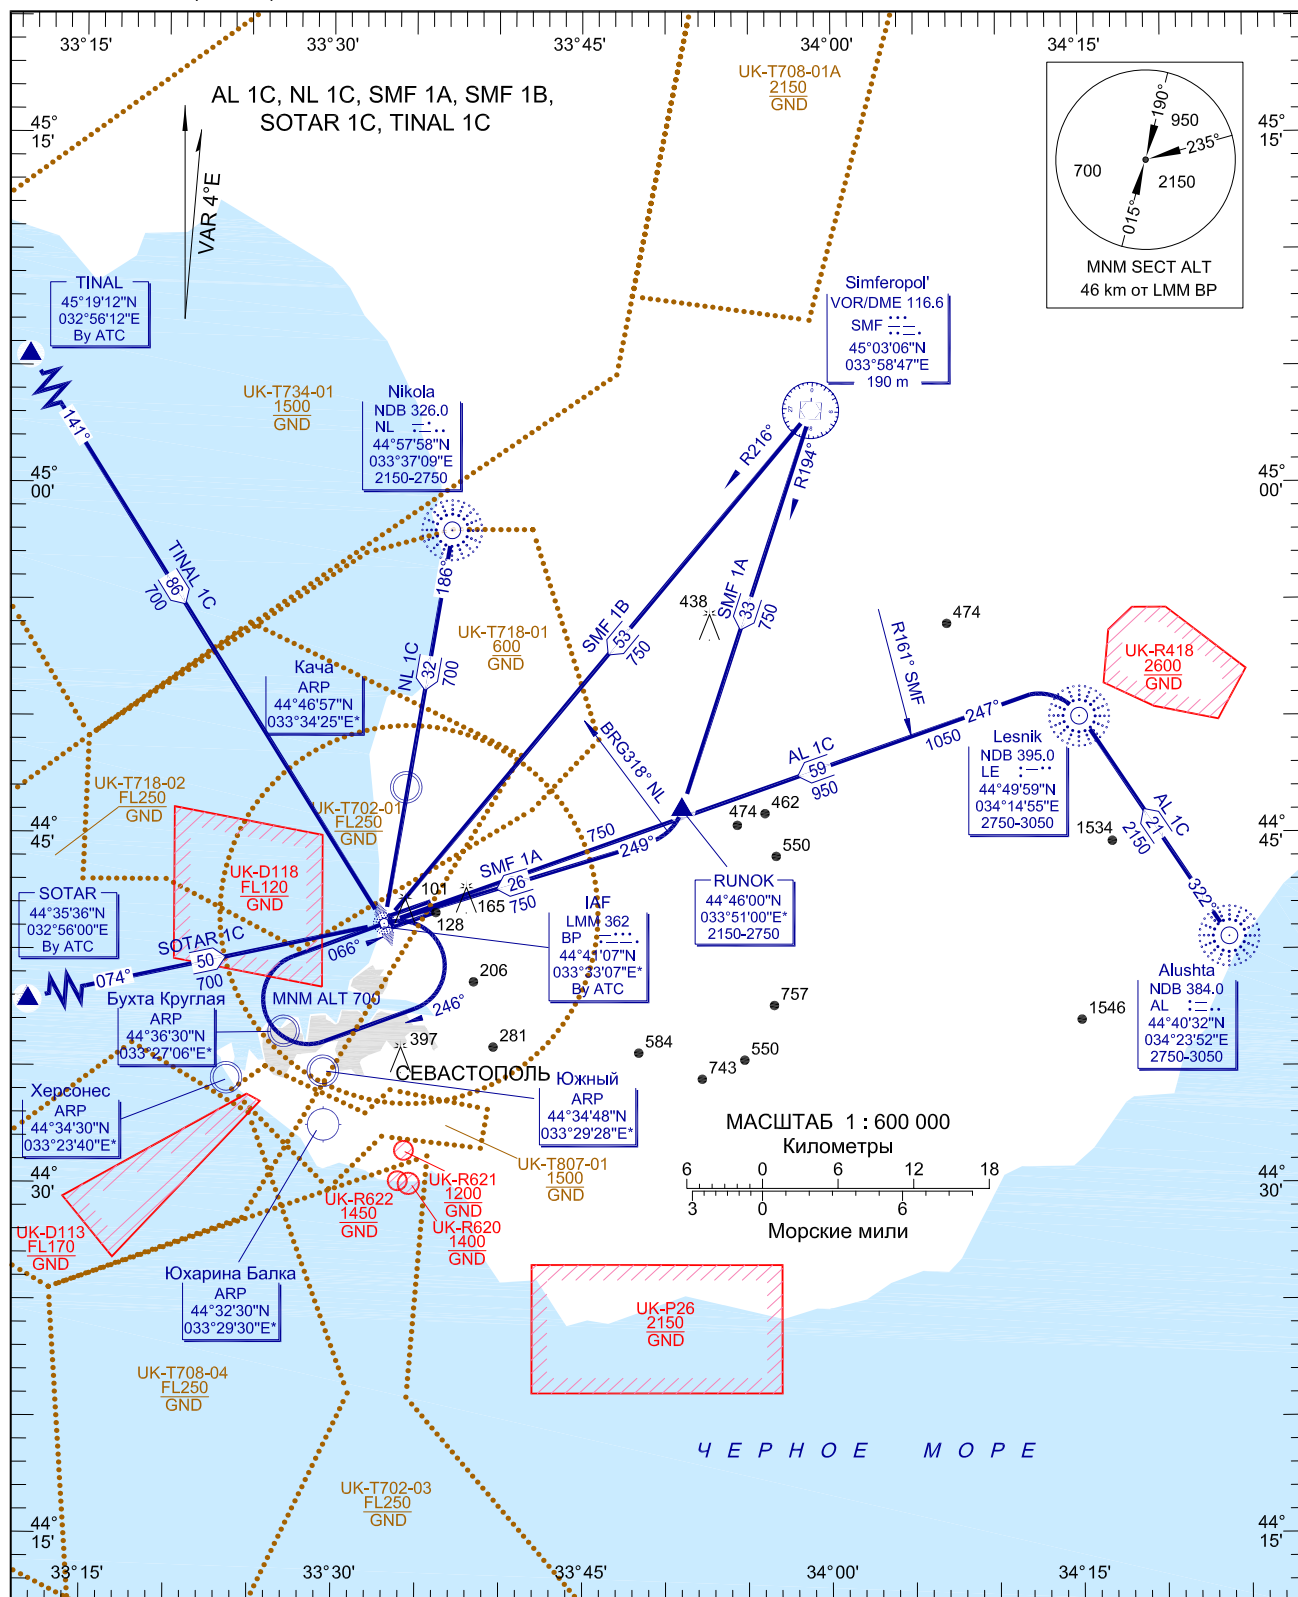 33°15'
33°30'
33°45'
34°00'
34°15'
AL 1C, NL 1C, SMF 1A, SMF 1B,
SOTAR 1C, TINAL 1C
VAR 4°E
45°
15'
45°
15'
UK-T708-01A
2150
GND
190°
950
235°
700
2150
015°
MNM SECT ALT
46 km от LMM BP
TINAL
45°19'12"N
032°56'12"E
By ATC
Simferopol'
VOR/DME 116.6
SMF
45°03'06"N
033°58'47"E
190 m
UK-T734-01
1500
GND
Nikola
NDB 326.0
NL
44°57'58"N
033°37'09"E
2150-2750
141°
R216°
R194°
45°
00'
45°
00'
TINAL 1C
86
700
186°
NL 1C
32
700
SMF 1B
53
750
SMF 1A
33
750
438
474
UK-T718-01
600
GND
UK-R418
2600
GND
Кача
ARP
44°46'57"N
033°34'25"E*
R161° SMF
BRG318° NL
AL 1C
59
950
1050
247°
Lesnik
NDB 395.0
LE
44°49'59"N
034°14'55"E
2750-3050
UK-T718-02
FL250
GND
UK-T702-01
FL250
GND
44°
45'
44°
45'
474
462
550
1534
AL 1C
21
2150
322°
750
249°
SMF 1A
26
750
UK-D118
FL120
GND
101
165
128
RUNOK
44°46'00"N
033°51'00"E*
2150-2750
SOTAR
44°35'36"N
032°56'00"E
By ATC
SOTAR 1C
50
700
074°
066°
IAF
LMM 362
BP
44°41'07"N
033°33'07"E*
By ATC
Alushta
NDB 384.0
AL
44°40'32"N
034°23'52"E
2750-3050
206
MNM ALT 700
246°
Бухта Круглая
ARP
44°36'30"N
033°27'06"E*
757
1546
397
281
584
550
743
СЕВАСТОПОЛЬ
Херсонес
ARP
44°34'30"N
033°23'40"E*
Южный
ARP
44°34'48"N
033°29'28"E*
МАСШТАБ 1 : 600 000
Километры
6 0 6 12 18
3 0 6
Морские мили
UK-T807-01
1500
GND
44°
30'
44°
30'
UK-R621
1200
GND
UK-R622
1450
GND
UK-R620
1400
GND
UK-D113
FL170
GND
Юхарина Балка
ARP
44°32'30"N
033°29'30"E*
UK-P26
2150
GND
UK-T708-04
FL250
GND
ЧЕРНОЕ МОРЕ
UK-T702-03
FL250
GND
44°
15'
44°
15'
33°15'
33°30'
33°45'
34°00'
34°15'